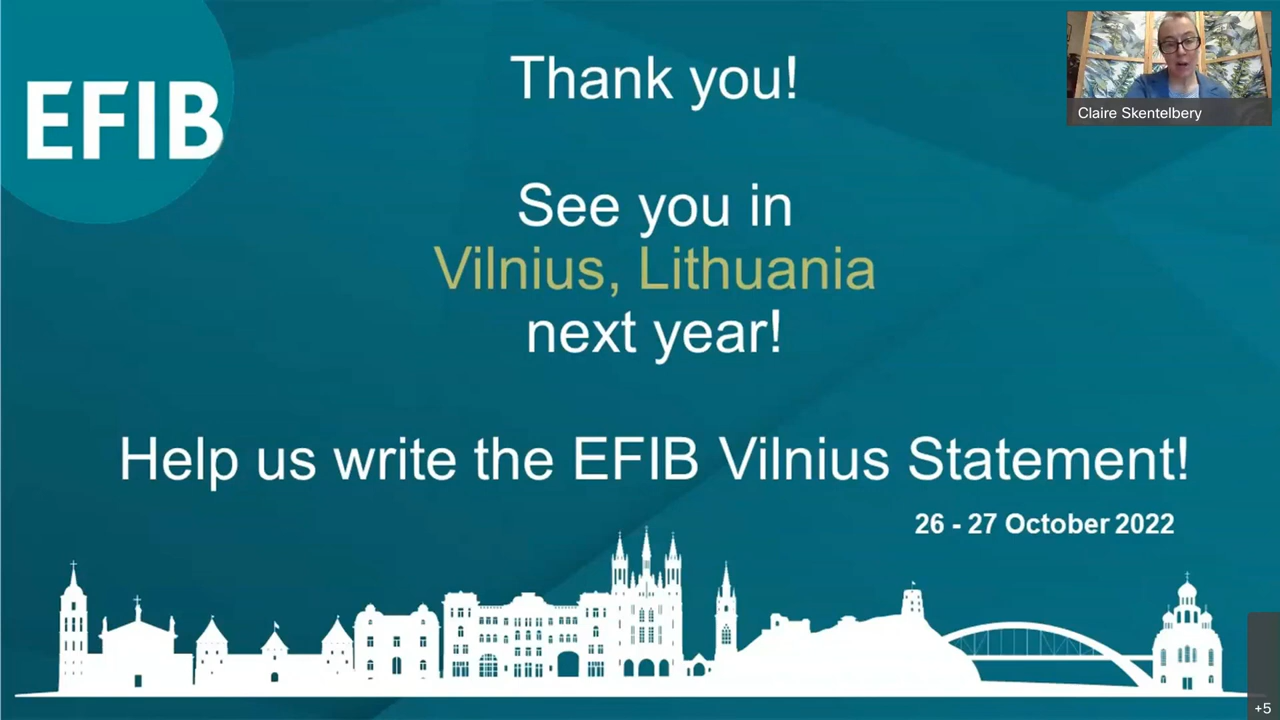 EFIB
Thank you!
Claire Skentelbery
See you in
Vilnius, Lithuania
next year!
Help us write the EFIB Vilnius Statement!
26 - 27 October 2022
+5